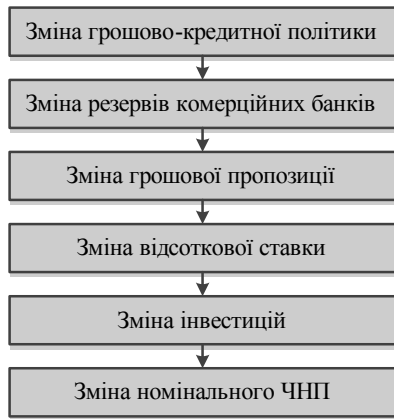 Зміна грошово-кредитної політики
Зміна резервів комерційних банків
Зміна грошової пропозиції
Зміна відсоткової ставки
Зміна інвестицій
Зміна номінального ЧНП